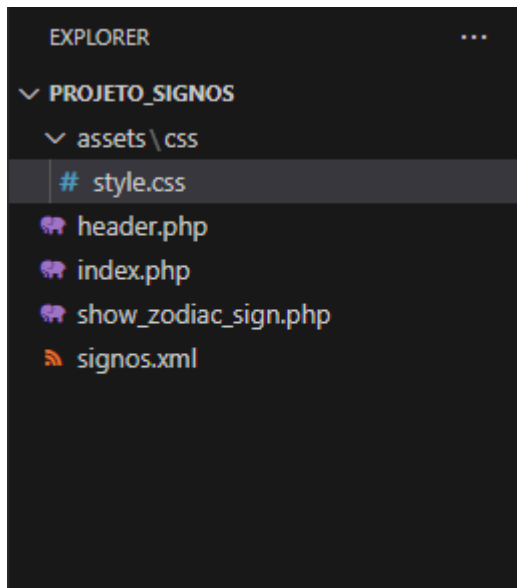 EXPLORER ...
PROJETO_SIGNOS
assets\css
# style.css
header.php
index.php
show_zodiac_sign.php
signos.xml